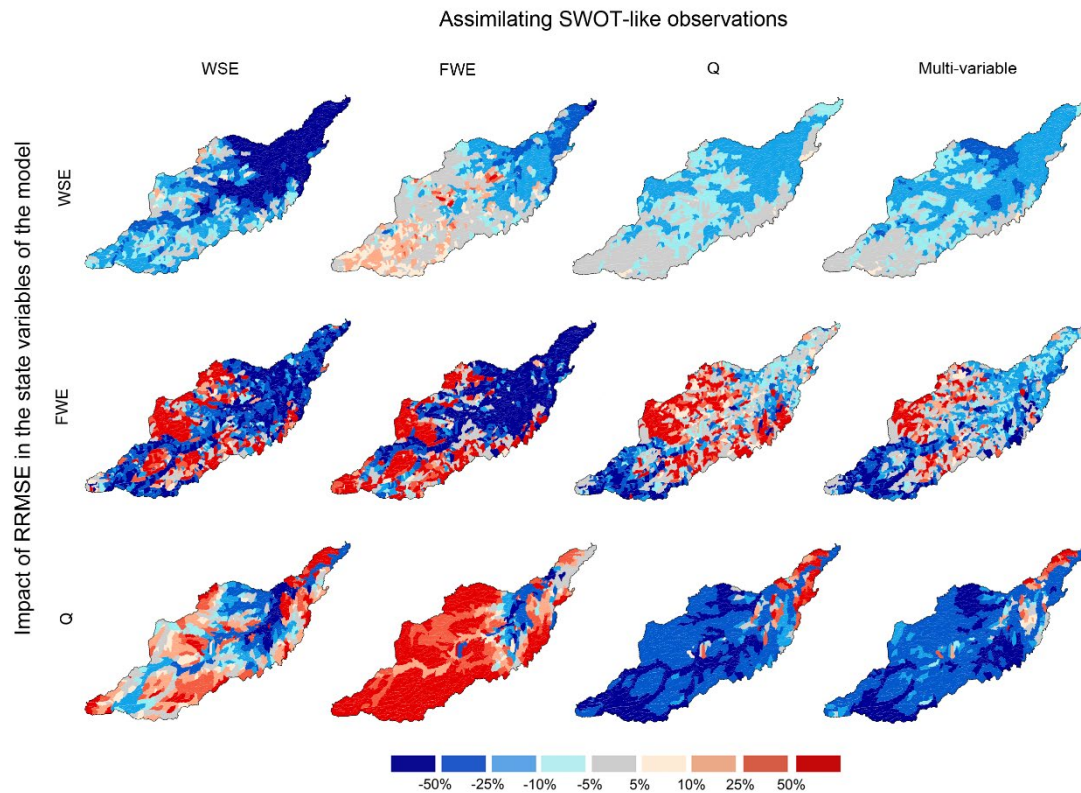 Assimilating SWOT-like observations
WSE FWE Q Multi-variable
Impact of RRMSE in the state variables of the model
WSE
FWE
Q
-50% -25% -10% -5% 5% 10% 25% 50%